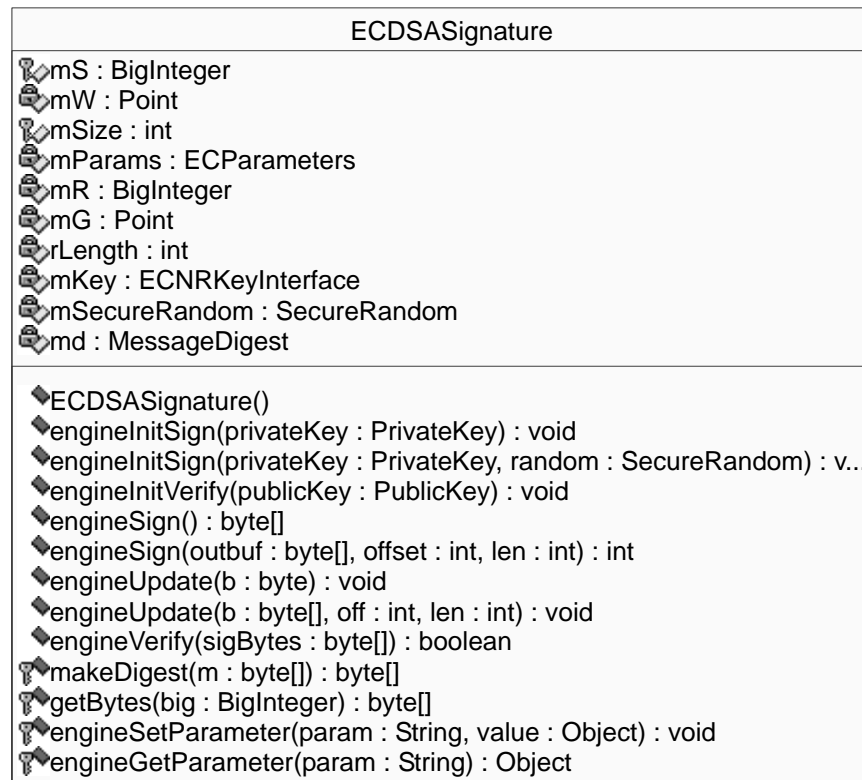 ECDSASignature
mS : BigInteger
mW : Point
mSize : int
mParams : ECParameters
mR : BigInteger
mG : Point
rLength : int
mKey : ECNRKeyInterface
mSecureRandom : SecureRandom
md : MessageDigest
ECDSASignature()
engineInitSign(privateKey : PrivateKey) : void
engineInitSign(privateKey : PrivateKey, random : SecureRandom) : v...
engineInitVerify(publicKey : PublicKey) : void
engineSign() : byte[]
engineSign(outbuf : byte[], offset : int, len : int) : int
engineUpdate(b : byte) : void
engineUpdate(b : byte[], off : int, len : int) : void
engineVerify(sigBytes : byte[]) : boolean
makeDigest(m : byte[]) : byte[]
getBytes(big : BigInteger) : byte[]
engineSetParameter(param : String, value : Object) : void
engineGetParameter(param : String) : Object